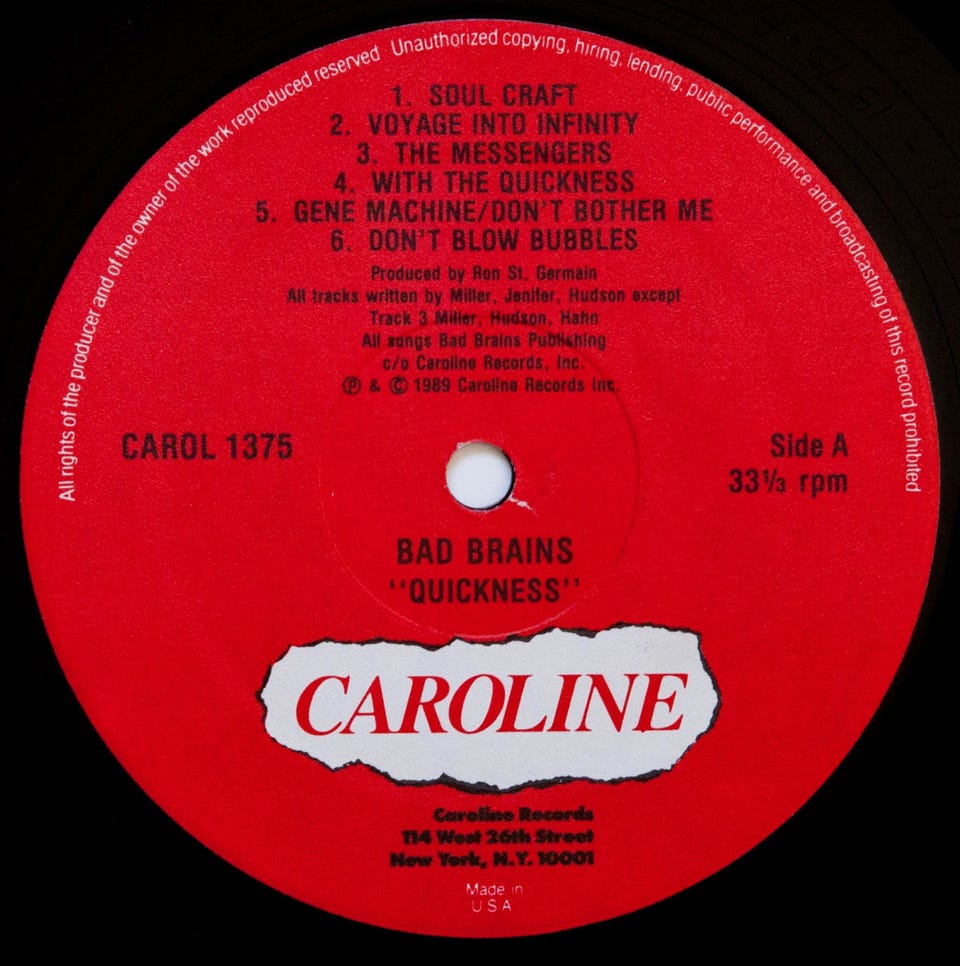 All rights of the producer and of the owner of the work reproduced reserved Unauthorized copying, hiring, lending, public performance and broadcasting of this record prohibited
1. SOUL CRAFT
2. VOYAGE INTO INFINITY
3. THE MESSENGERS
4. WITH THE QUICKNESS
5. GENE MACHINE/DON'T BOTHER ME
6. DON'T BLOW BUBBLES
Produced by Ron St. Germain
All tracks written by Miller, Jenifer, Hudson except
Track 3 Miller, Hudson, Hahn
All songs Bad Brains Publishing
c/o Caroline Records, Inc.
Ⓟ & © 1989 Caroline Records Inc.
CAROL 1375
Side A
33⅓ rpm
BAD BRAINS
"QUICKNESS"
CAROLINE
Caroline Records
114 West 26th Street
New York, N.Y. 10001
Made in
USA